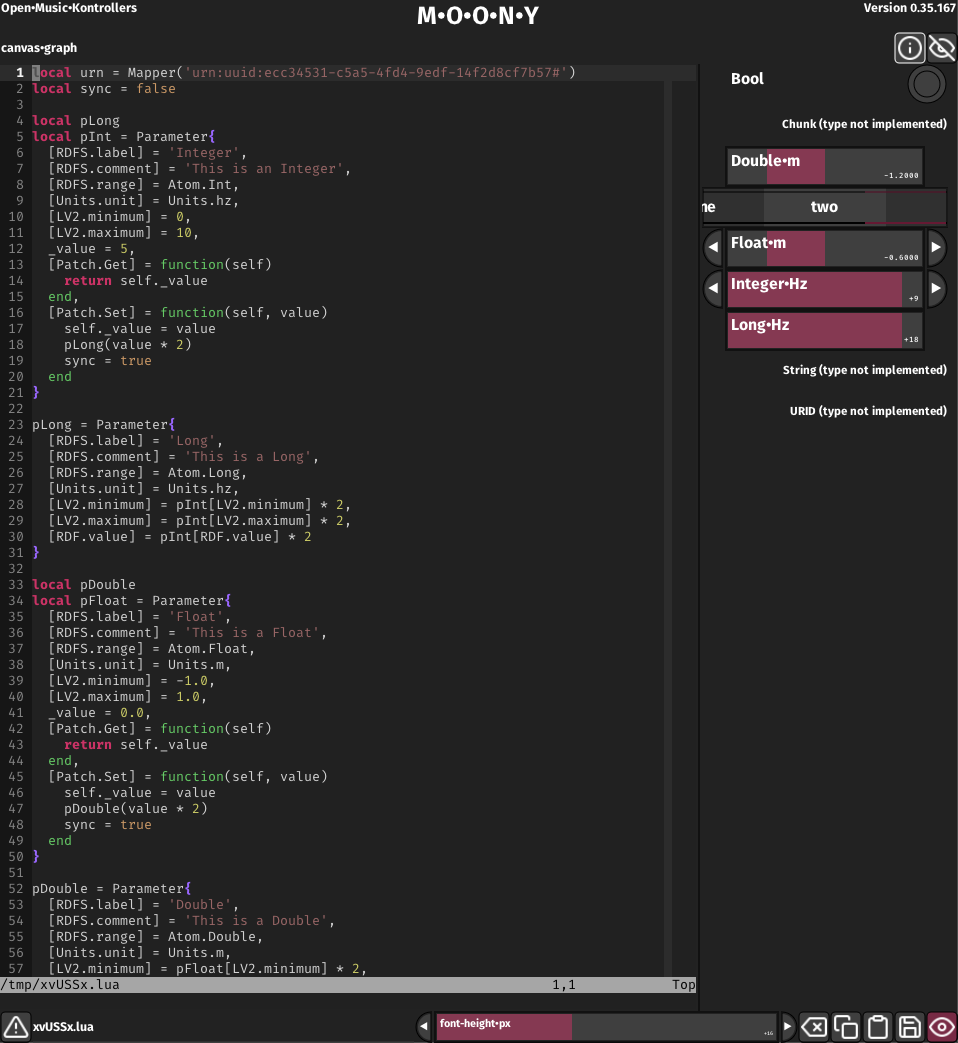 Open•Music•Kontrollers
M•O•O•N•Y
Version 0.35.167
canvas•graph
1 local urn = Mapper('urn:uuid:ecc34531-c5a5-4fd4-9edf-14f2d8cf7b57#')
2 local sync = false
3
4 local pLong
5 local pInt = Parameter{
6   [RDFS.label] = 'Integer',
7   [RDFS.comment] = 'This is an Integer',
8   [RDFS.range] = Atom.Int,
9   [Units.unit] = Units.hz,
10   [LV2.minimum] = 0,
11   [LV2.maximum] = 10,
12   _value = 5,
13   [Patch.Get] = function(self)
14     return self._value
15   end,
16   [Patch.Set] = function(self, value)
17     self._value = value
18     pLong(value * 2)
19     sync = true
20   end
21 }
22
23 pLong = Parameter{
24   [RDFS.label] = 'Long',
25   [RDFS.comment] = 'This is a Long',
26   [RDFS.range] = Atom.Long,
27   [Units.unit] = Units.hz,
28   [LV2.minimum] = pInt[LV2.minimum] * 2,
29   [LV2.maximum] = pInt[LV2.maximum] * 2,
30   [RDF.value] = pInt[RDF.value] * 2
31 }
32
33 local pDouble
34 local pFloat = Parameter{
35   [RDFS.label] = 'Float',
36   [RDFS.comment] = 'This is a Float',
37   [RDFS.range] = Atom.Float,
38   [Units.unit] = Units.m,
39   [LV2.minimum] = -1.0,
40   [LV2.maximum] = 1.0,
41   _value = 0.0,
42   [Patch.Get] = function(self)
43     return self._value
44   end,
45   [Patch.Set] = function(self, value)
46     self._value = value
47     pDouble(value * 2)
48     sync = true
49   end
50 }
51
52 pDouble = Parameter{
53   [RDFS.label] = 'Double',
54   [RDFS.comment] = 'This is a Double',
55   [RDFS.range] = Atom.Double,
56   [Units.unit] = Units.m,
57   [LV2.minimum] = pFloat[LV2.minimum] * 2,
/tmp/xvUSSx.lua 1,1 Top
Bool
Chunk (type not implemented)
Double•m
-1.2000
ne two
Float•m
-0.6000
Integer•Hz
+9
Long•Hz
+18
String (type not implemented)
URID (type not implemented)
xvUSSx.lua
font-height•px
+16